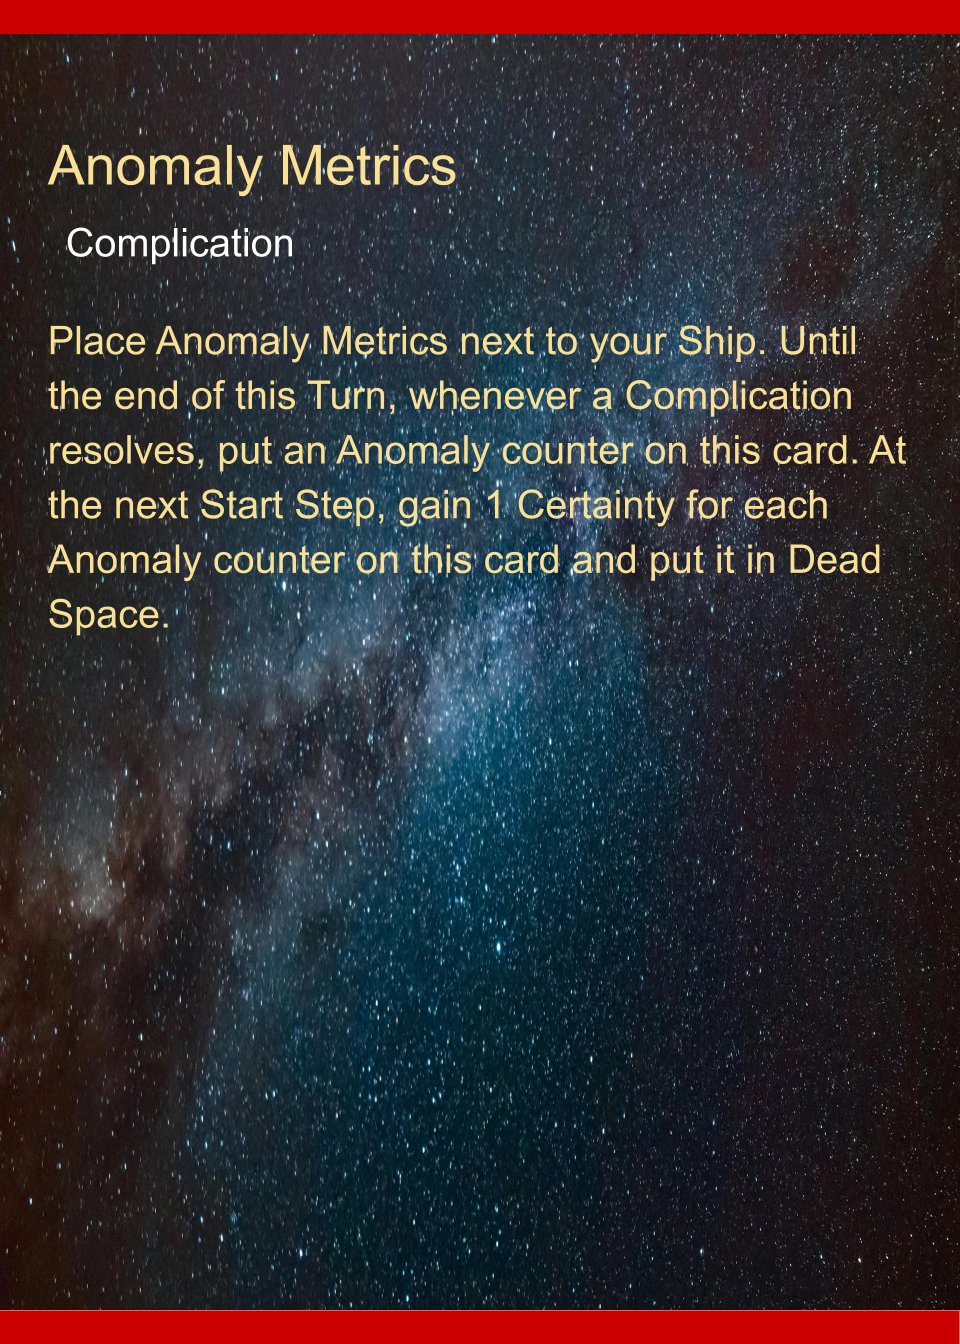 Anomaly Metrics
Complication
Place Anomaly Metrics next to your Ship. Until
the end of this Turn, whenever a Complication
resolves, put an Anomaly counter on this card. At
the next Start Step, gain 1 Certainty for each
Anomaly counter on this card and put it in Dead
Space.